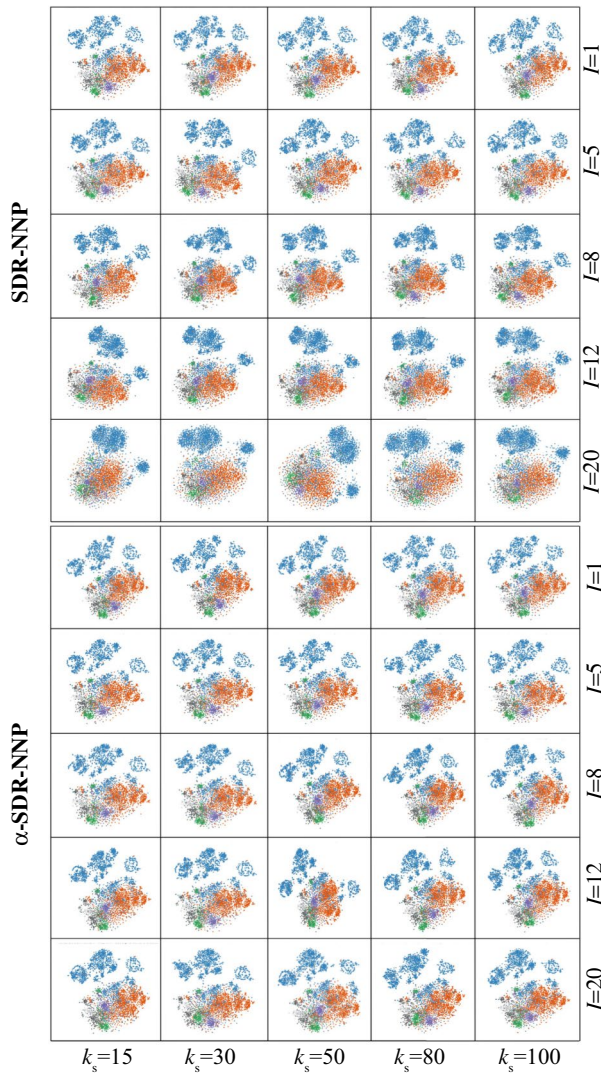 SDR-NNP
I=1
I=5
I=8
I=12
I=20
α-SDR-NNP
I=1
I=5
I=8
I=12
I=20
kₛ=15 kₛ=30 kₛ=50 kₛ=80 kₛ=100